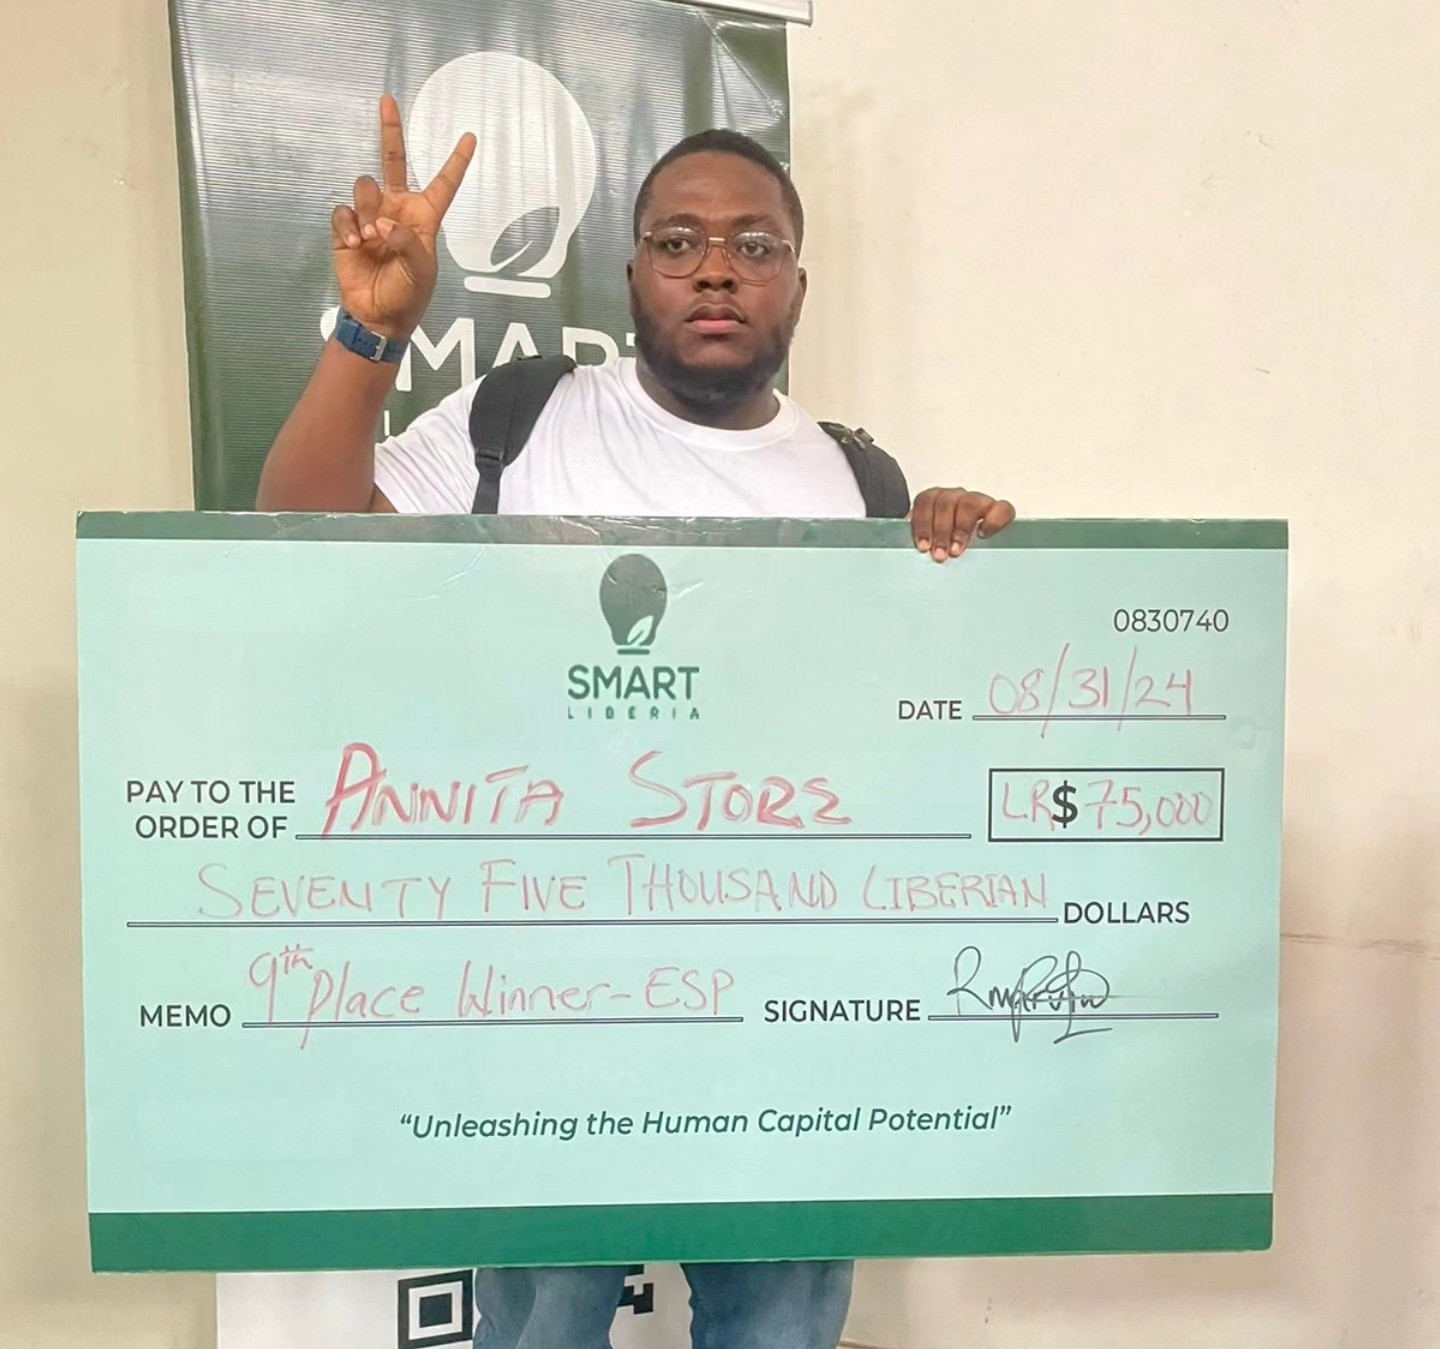 SMART
L
SMART
LIBERIA
0830740
DATE 08/31/24
PAY TO THE
ORDER OF ANNITA STORE LR$75,000
SEVENTY FIVE THOUSAND LIBERIAN DOLLARS
MEMO 9th Place Winner-ESP SIGNATURE
“Unleashing the Human Capital Potential”